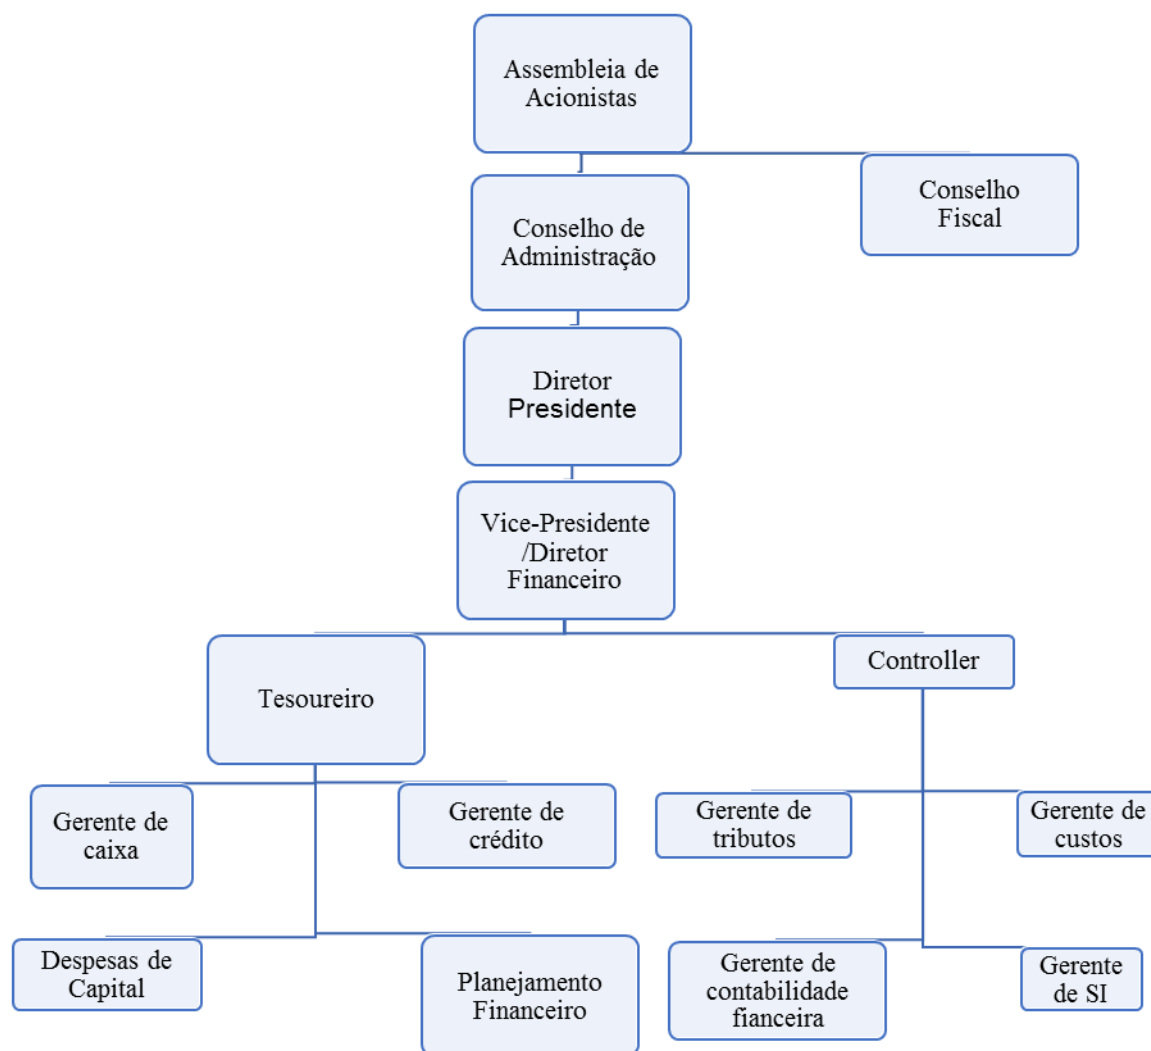 Assembleia de
Acionistas
Conselho
Fiscal
Conselho de
Administração
Diretor
Presidente
Vice-Presidente
/Diretor
Financeiro
Tesoureiro
Controller
Gerente de
caixa
Gerente de
crédito
Gerente de
tributos
Gerente de
custos
Despesas de
Capital
Planejamento
Financeiro
Gerente de
contabilidade
fianceira
Gerente
de SI